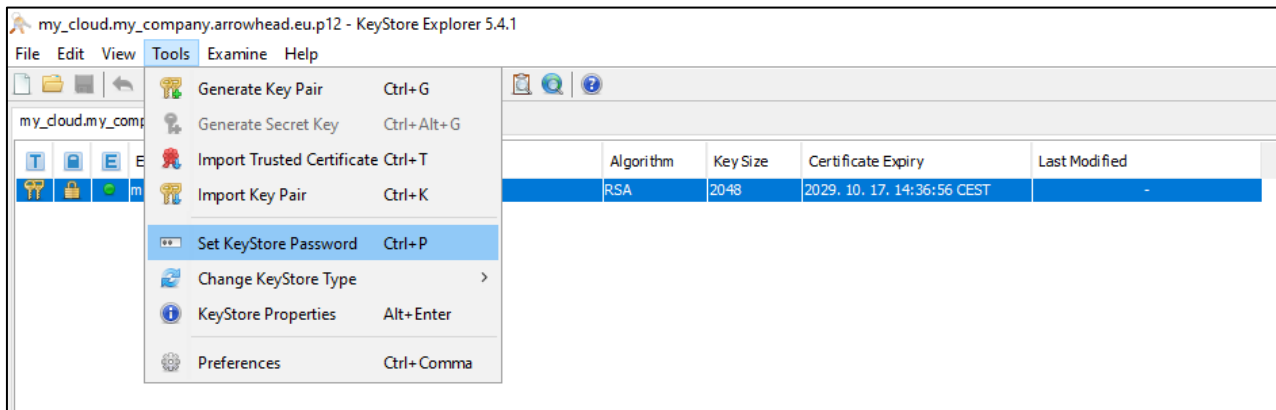 my_cloud.my_company.arrowhead.eu.p12 - KeyStore Explorer 5.4.1
File Edit View Tools Examine Help
my_cloud.my_comp
Generate Key Pair Ctrl+G
Generate Secret Key Ctrl+Alt+G
Import Trusted Certificate Ctrl+T
Import Key Pair Ctrl+K
Set KeyStore Password Ctrl+P
Change KeyStore Type >
KeyStore Properties Alt+Enter
Preferences Ctrl+Comma
T E E Algorithm Key Size Certificate Expiry Last Modified
m RSA 2048 2029. 10. 17. 14:36:56 CEST -